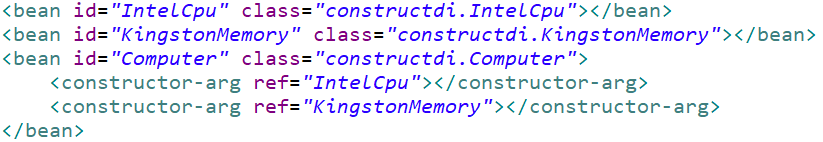 <bean id="IntelCpu" class="constructdi.IntelCpu"></bean>
<bean id="KingstonMemory" class="constructdi.KingstonMemory"></bean>
<bean id="Computer" class="constructdi.Computer">
    <constructor-arg ref="IntelCpu"></constructor-arg>
    <constructor-arg ref="KingstonMemory"></constructor-arg>
</bean>